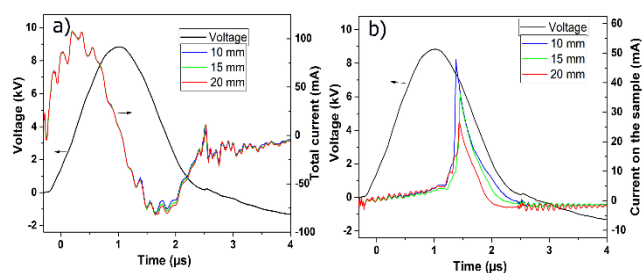 a)
Voltage
10 mm
15 mm
20 mm
Voltage (kV)
10
8
6
4
2
0
-2
Total current (mA)
100
50
0
-50
-100
0 1 2 3 4
Time (µs)
b)
Voltage
10 mm
15 mm
20 mm
Voltage (kV)
10
8
6
4
2
0
-2
Current on the sample (mA)
60
50
40
30
20
10
0
-10
0 1 2 3 4
Time (µs)